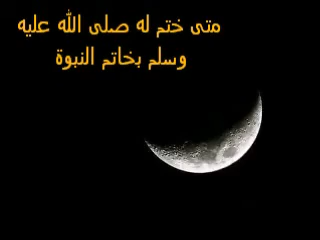 متى ختم له صلى الله عليه
وسلم بخاتم النبوة